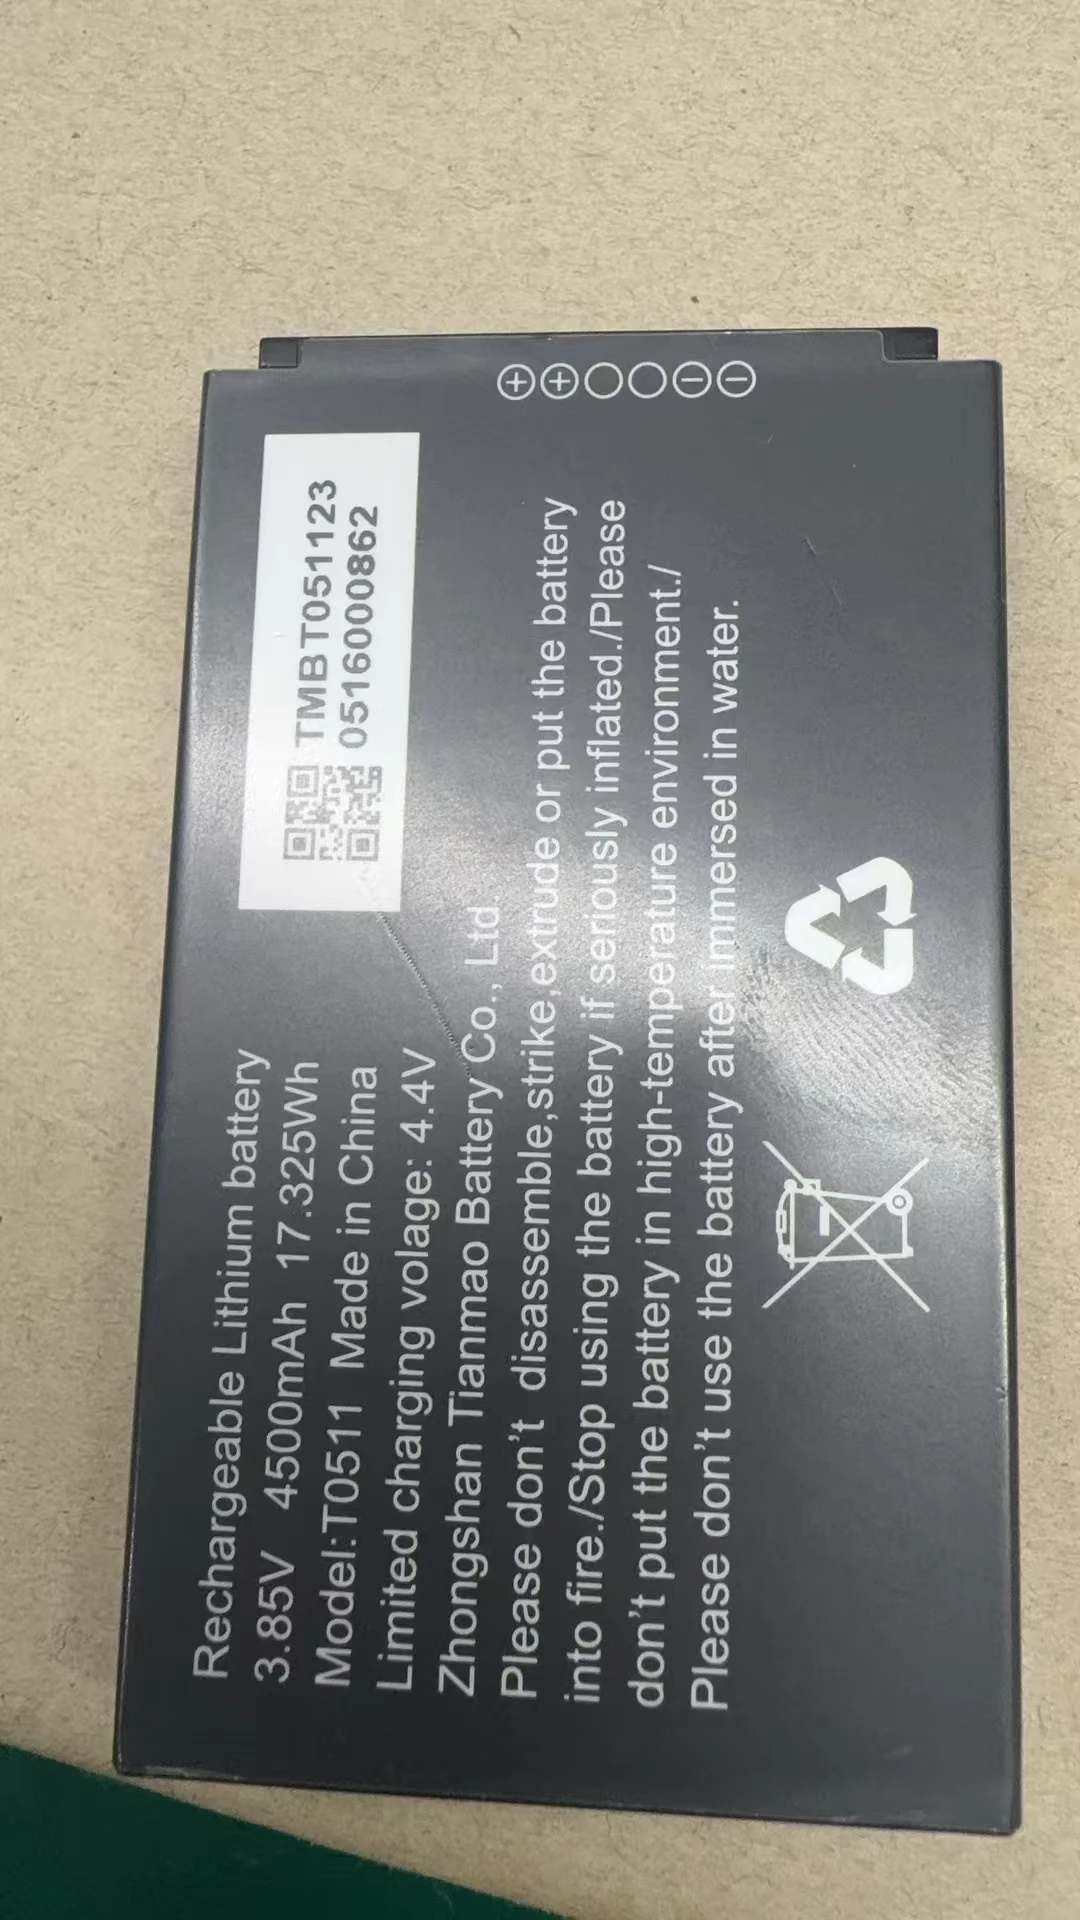 Rechargeable Lithium battery
3.85V 4500mAh 17.325Wh
Model:T0511 Made in China
Limited charging volage: 4.4V
Zhongshan Tianmao Battery Co., Ltd.
Please don't disassemble,strike,extrude or put the battery
into fire./Stop using the battery if seriously inflated./Please
don't put the battery in high-temperature environment./
Please don't use the battery after immersed in water.
TMBT051123
0516000862